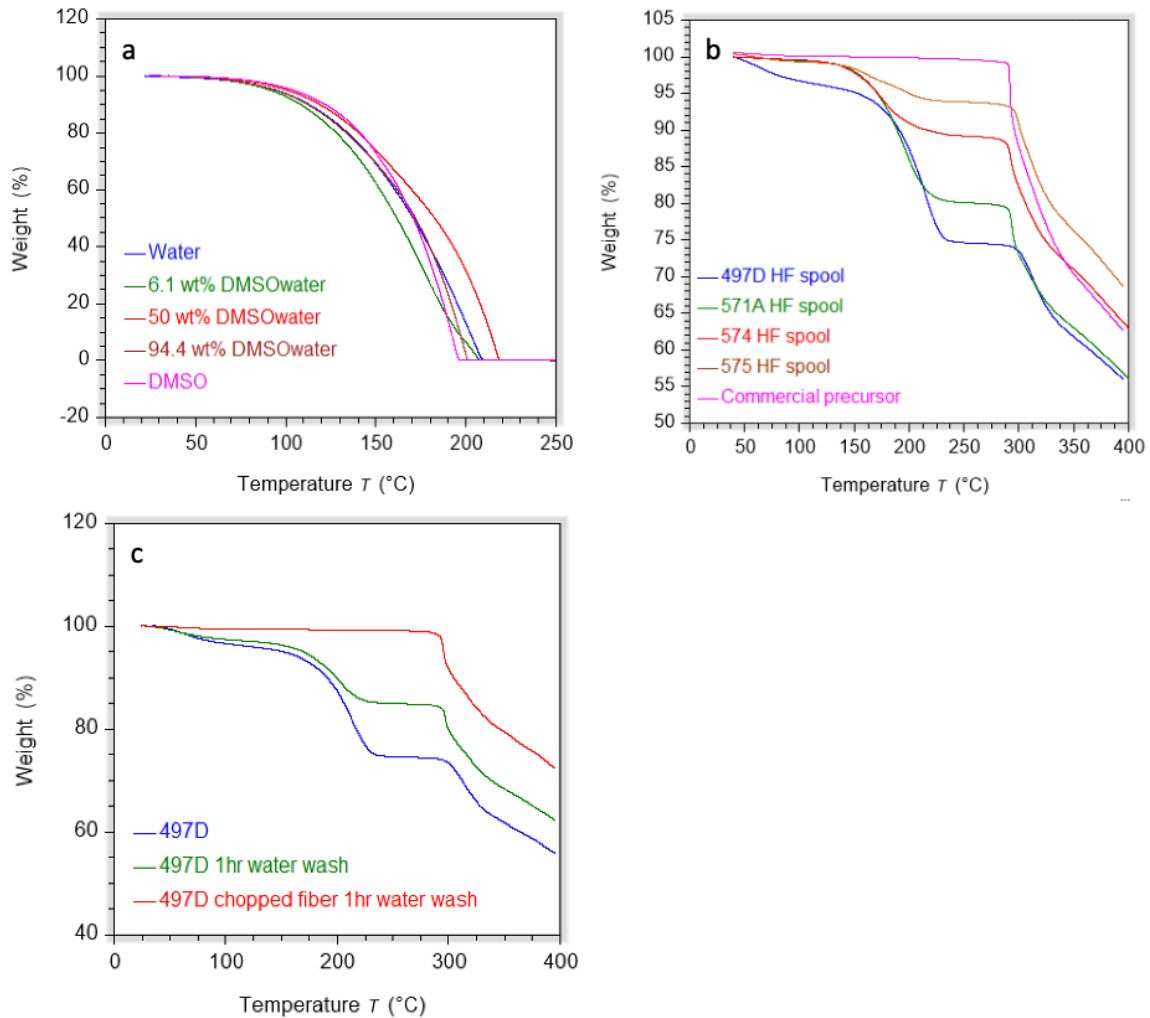 a
120
100
80
60
40
20
0
-20
Weight (%)
Water
6.1 wt% DMSOwater
50 wt% DMSOwater
94.4 wt% DMSOwater
DMSO
0 50 100 150 200 250
Temperature T (°C)
b
105
100
95
90
85
80
75
70
65
60
55
50
Weight (%)
497D HF spool
571A HF spool
574 HF spool
575 HF spool
Commercial precursor
0 50 100 150 200 250 300 350 400
Temperature T (°C)
...
c
120
100
80
60
40
Weight (%)
497D
497D 1hr water wash
497D chopped fiber 1hr water wash
0 100 200 300 400
Temperature T (°C)